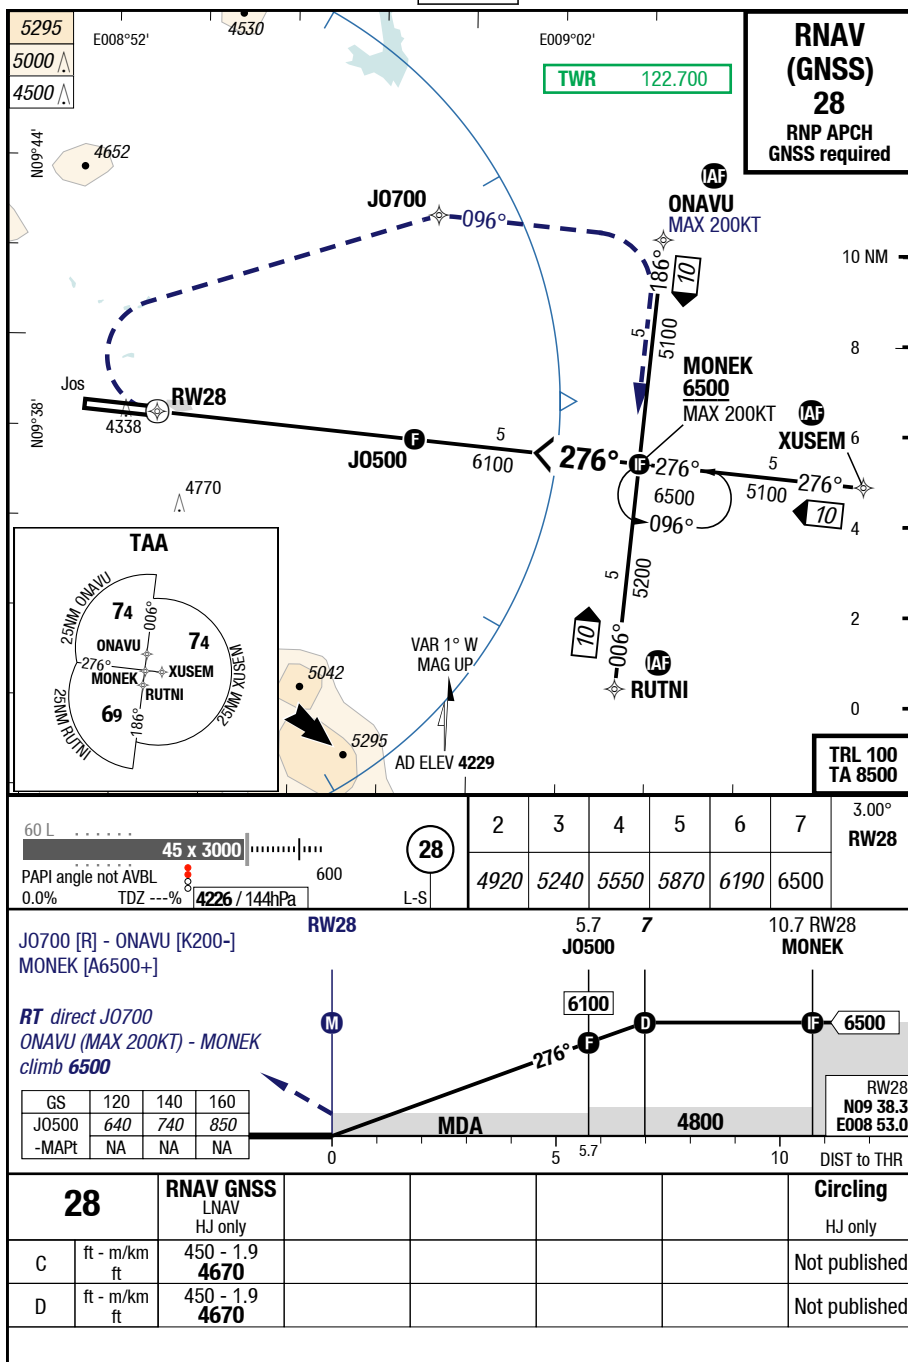 5295
5000
4500
E008°52'
4530
E009°02'
TWR 122.700
RNAV
(GNSS)
28
RNP APCH
GNSS required
N09°44'
4652
J0700
096°
IAF
ONAVU
MAX 200KT
186°
10
10 NM
5
5100
8
MONEK
6500
MAX 200KT
Jos
RW28
4338
N09°38'
IAF
XUSEM
6
F
J0500
5
6100
276°
IF
276°
5
5100
276°
10
6500
096°
4770
4
TAA
25NM ONAVU
74
006°
74
ONAVU
276°
XUSEM
MONEK
RUTNI
69
186°
25NM RUTNI
25NM XUSEM
5
5200
10
006°
2
VAR 1° W
MAG UP
IAF
RUTNI
5042
5295
0
AD ELEV 4229
TRL 100
TA 8500
60 L
45 x 3000
600
PAPI angle not AVBL
0.0% TDZ ---% 4226 / 144hPa
28
L-S
2 3 4 5 6 7 3.00°
RW28
4920 5240 5550 5870 6190 6500
RW28
5.7 7 10.7 RW28
J0500 MONEK
J0700 [R] - ONAVU [K200-]
MONEK [A6500+]
RT direct J0700
ONAVU (MAX 200KT) - MONEK
climb 6500
M
6100
276°
F
D
IF
6500
GS 120 140 160
J0500 640 740 850
-MAPt NA NA NA
MDA
4800
RW28
N09 38.3
E008 53.0
0 5 5.7 10 DIST to THR
28
RNAV GNSS
LNAV
HJ only
Circling
HJ only
C ft - m/km 450 - 1.9 Not published
ft 4670
D ft - m/km 450 - 1.9 Not published
ft 4670